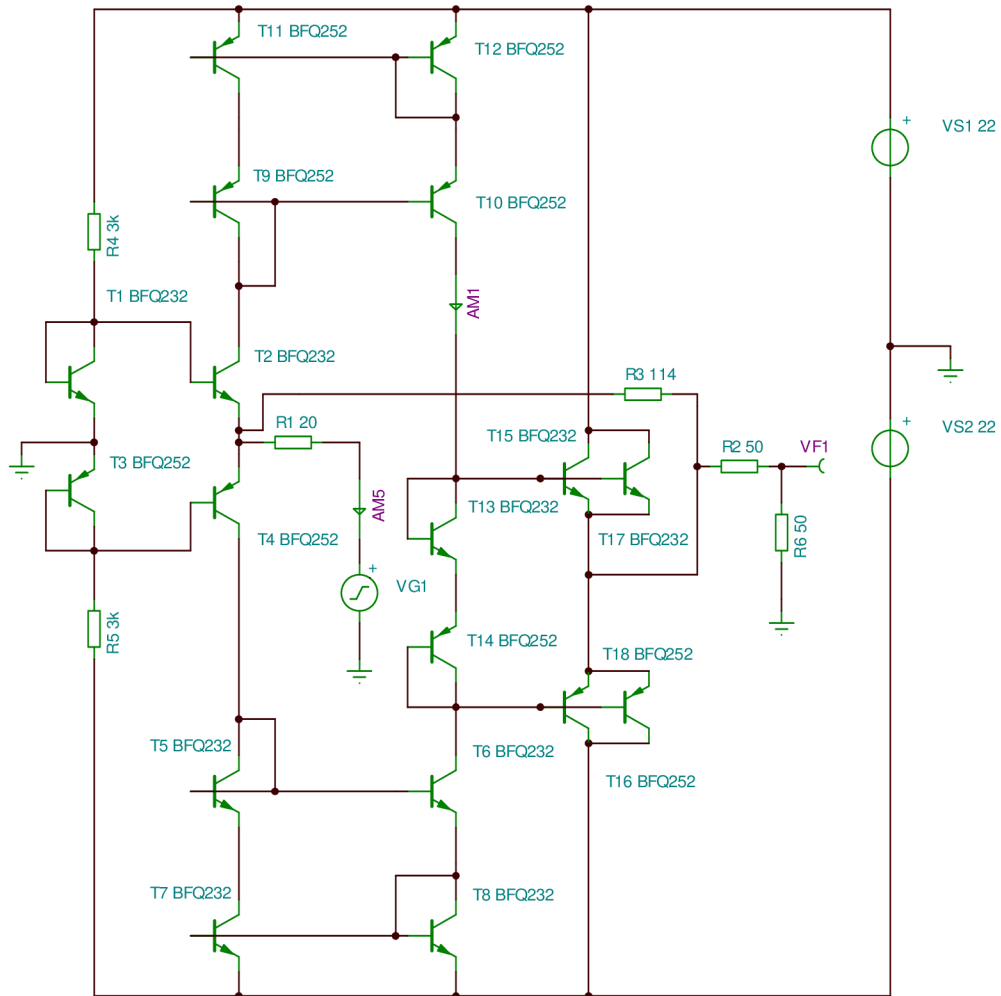 T11 BFQ252
T12 BFQ252
+
VS1 22
T9 BFQ252
T10 BFQ252
R4 3k
T1 BFQ232
AM1
T2 BFQ232
R3 114
R1 20
T15 BFQ232
R2 50
VF1
+
VS2 22
T3 BFQ252
T13 BFQ232
AM5
T4 BFQ252
T17 BFQ232
R6 50
+
VG1
R5 3k
T14 BFQ252
T18 BFQ252
T5 BFQ232
T6 BFQ232
T16 BFQ252
T7 BFQ232
T8 BFQ232